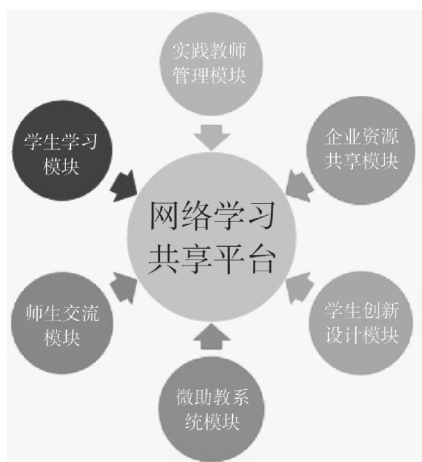 实践教师
管理模块
学生学习
模块
企业资源
共享模块
网络学习
共享平台
师生交流
模块
学生创新
设计模块
微助教系
统模块